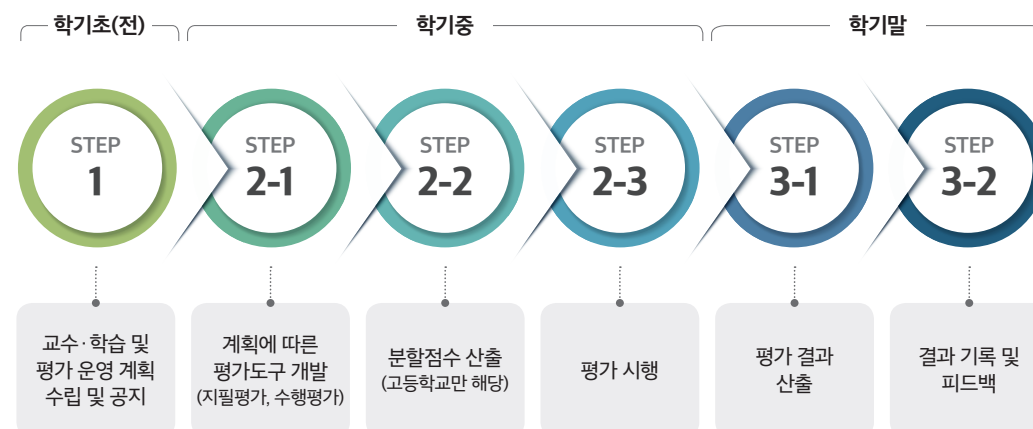 학기초(전)
학기중
학기말
STEP
1
STEP
2-1
STEP
2-2
STEP
2-3
STEP
3-1
STEP
3-2
교수·학습 및
평가 운영 계획
수립 및 공지
계획에 따른
평가도구 개발
(지필평가, 수행평가)
분할점수 산출
(고등학교만 해당)
평가 시행
평가 결과
산출
결과 기록 및
피드백